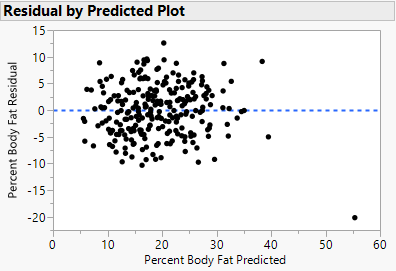 Residual by Predicted Plot
Percent Body Fat Residual
15
10
5
0
-5
-10
-15
-20
0 10 20 30 40 50 60
Percent Body Fat Predicted